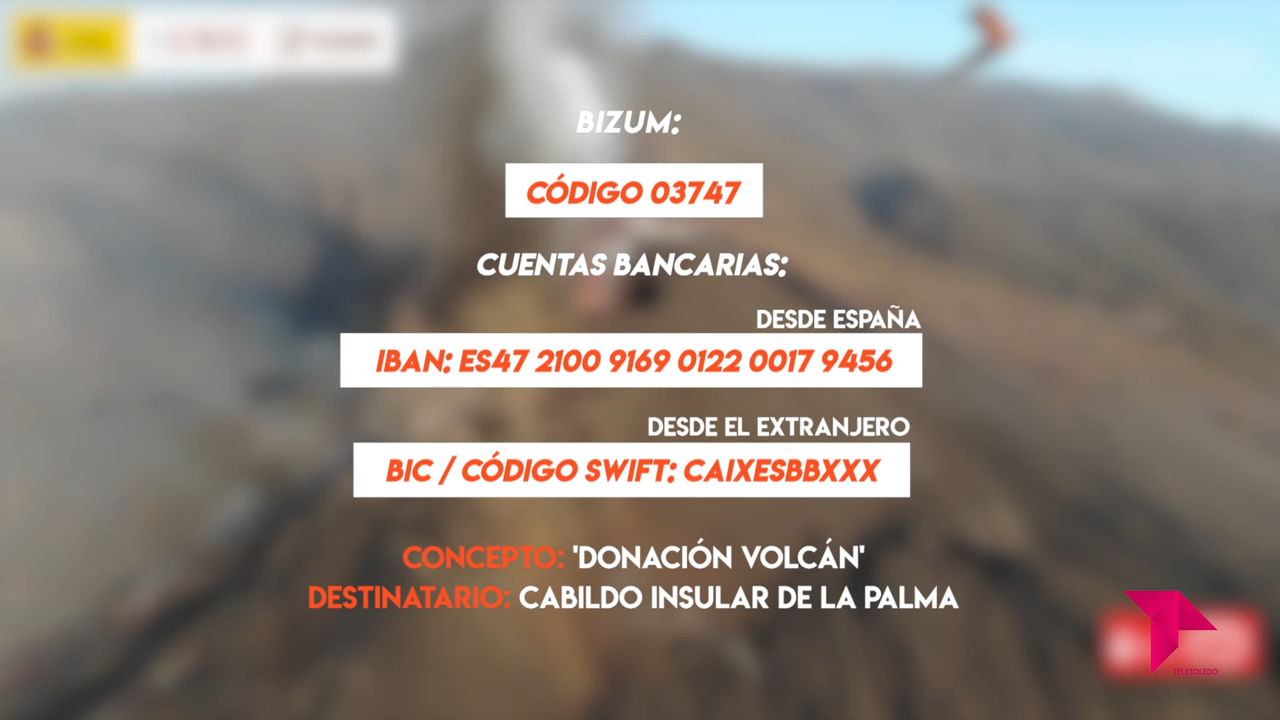 BIZUM:
CÓDIGO 03747
CUENTAS BANCARIAS:
DESDE ESPAÑA
IBAN: ES47 2100 9169 0122 0017 9456
DESDE EL EXTRANJERO
BIC / CÓDIGO SWIFT: CAIXESBBXXX
CONCEPTO: 'DONACIÓN VOLCÁN'
DESTINATARIO: CABILDO INSULAR DE LA PALMA
TELETOLEDO